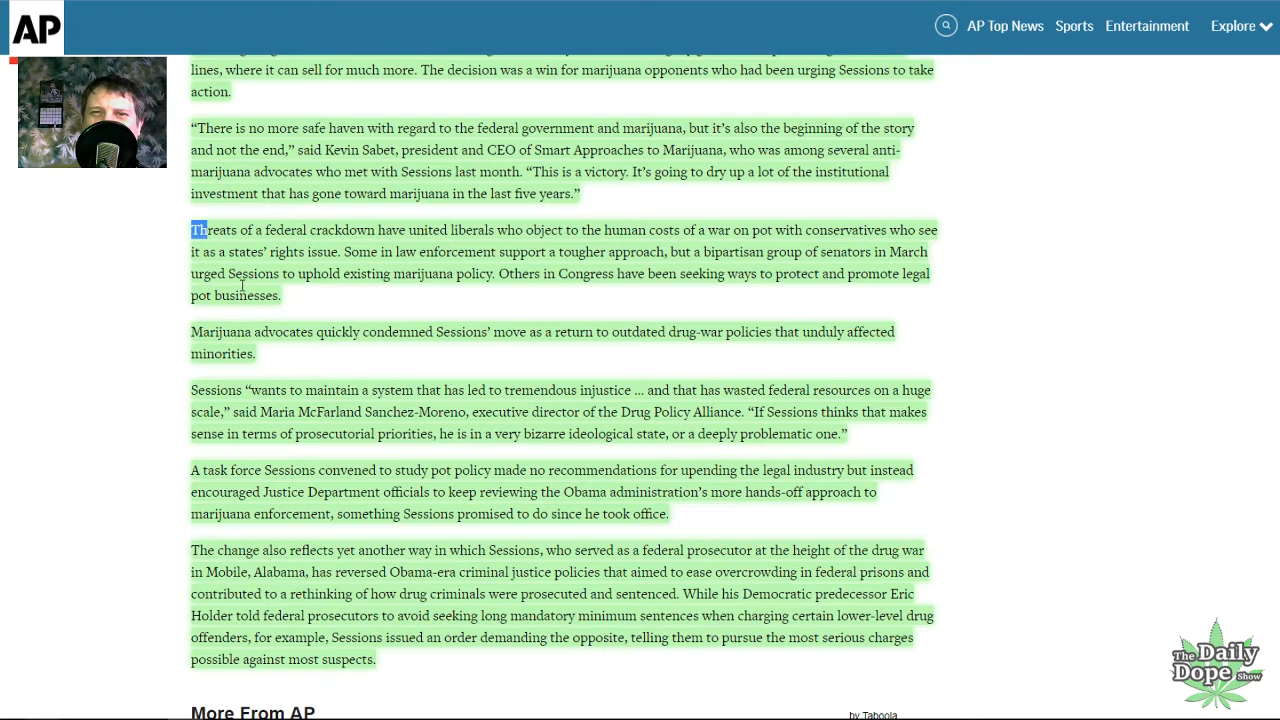 AP
AP Top News Sports Entertainment Explore
lines, where it can sell for much more. The decision was a win for marijuana opponents who had been urging Sessions to take
action.
“There is no more safe haven with regard to the federal government and marijuana, but it’s also the beginning of the story
and not the end,” said Kevin Sabet, president and CEO of Smart Approaches to Marijuana, who was among several anti-
marijuana advocates who met with Sessions last month. “This is a victory. It’s going to dry up a lot of the institutional
investment that has gone toward marijuana in the last five years.”
Threats of a federal crackdown have united liberals who object to the human costs of a war on pot with conservatives who see
it as a states’ rights issue. Some in law enforcement support a tougher approach, but a bipartisan group of senators in March
urged Sessions to uphold existing marijuana policy. Others in Congress have been seeking ways to protect and promote legal
pot businesses.
Marijuana advocates quickly condemned Sessions’ move as a return to outdated drug-war policies that unduly affected
minorities.
Sessions “wants to maintain a system that has led to tremendous injustice ... and that has wasted federal resources on a huge
scale,” said Maria McFarland Sanchez-Moreno, executive director of the Drug Policy Alliance. “If Sessions thinks that makes
sense in terms of prosecutorial priorities, he is in a very bizarre ideological state, or a deeply problematic one.”
A task force Sessions convened to study pot policy made no recommendations for upending the legal industry but instead
encouraged Justice Department officials to keep reviewing the Obama administration’s more hands-off approach to
marijuana enforcement, something Sessions promised to do since he took office.
The change also reflects yet another way in which Sessions, who served as a federal prosecutor at the height of the drug war
in Mobile, Alabama, has reversed Obama-era criminal justice policies that aimed to ease overcrowding in federal prisons and
contributed to a rethinking of how drug criminals were prosecuted and sentenced. While his Democratic predecessor Eric
Holder told federal prosecutors to avoid seeking long mandatory minimum sentences when charging certain lower-level drug
offenders, for example, Sessions issued an order demanding the opposite, telling them to pursue the most serious charges
possible against most suspects.
The Daily
Dope Show
More From AP
by Taboola